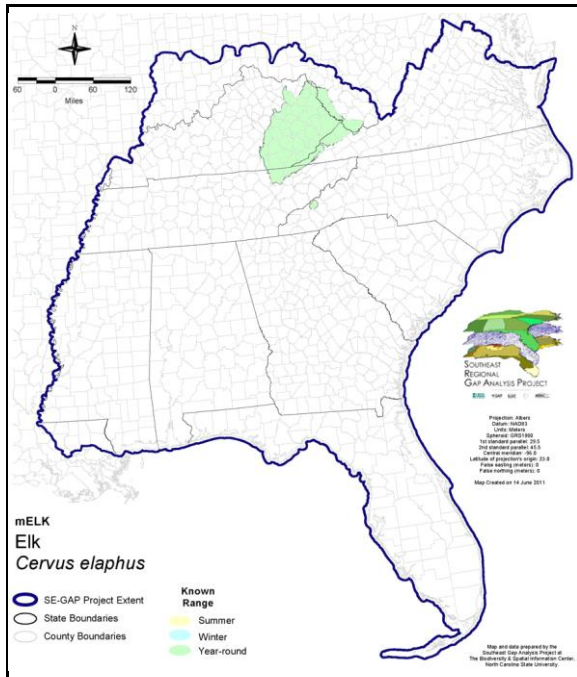 N
60 0 60 120
Miles
SOUTHEAST
REGIONAL
GAP ANALYSIS PROJECT
USGS
Projection: Albers
Datum: NAD83
Units: Meters
Spheroid: GRS1980
1st standard parallel: 29.5
2nd standard parallel: 45.5
Central meridian: -96.0
Latitude of projection's origin: 23.0
False easting (meters): 0
False northing (meters): 0
Map Created on 14 June 2011
mELK
Elk
Cervus elaphus
SE-GAP Project Extent
State Boundaries
County Boundaries
Known
Range
Summer
Winter
Year-round
Map and data prepared by the
Southeast Gap Analysis Project at
The Biodiversity & Spatial Information Center,
North Carolina State University.